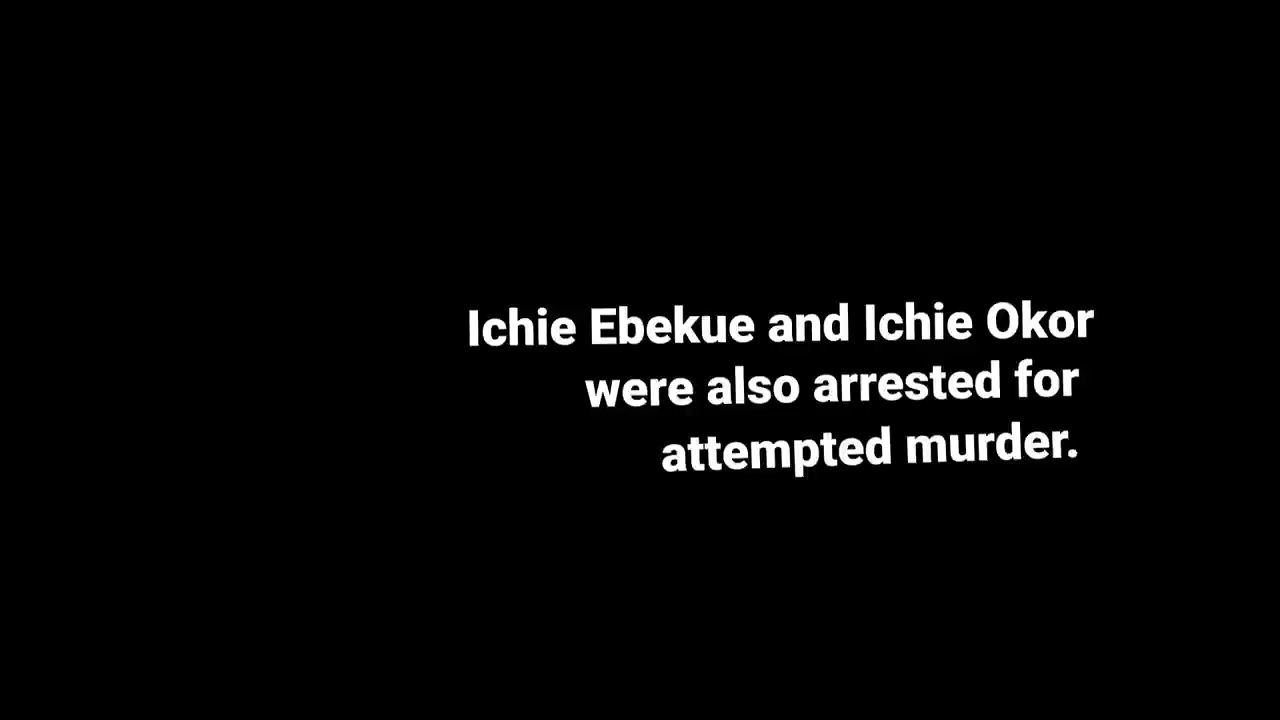 Ichie Ebekue and Ichie Okor
were also arrested for
attempted murder.